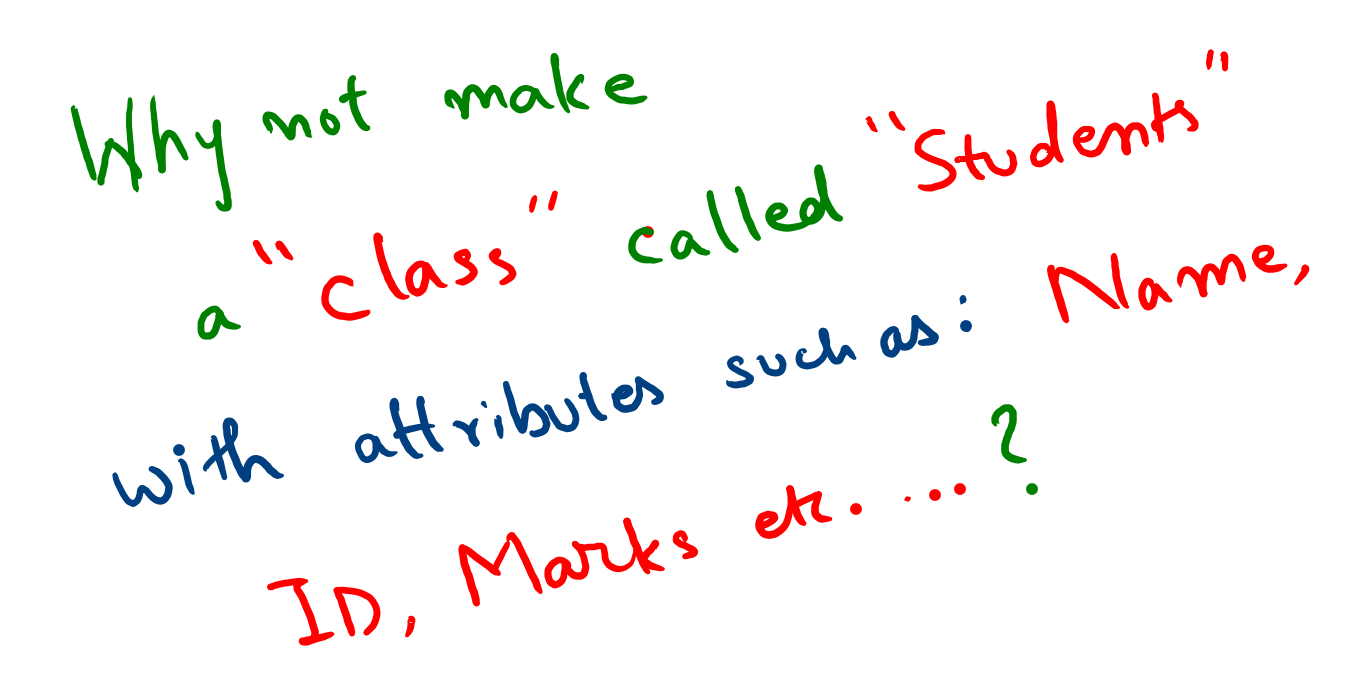 Why not make
a "class" called "Students"
with attributes such as: Name,
ID, Marks etc. ...?